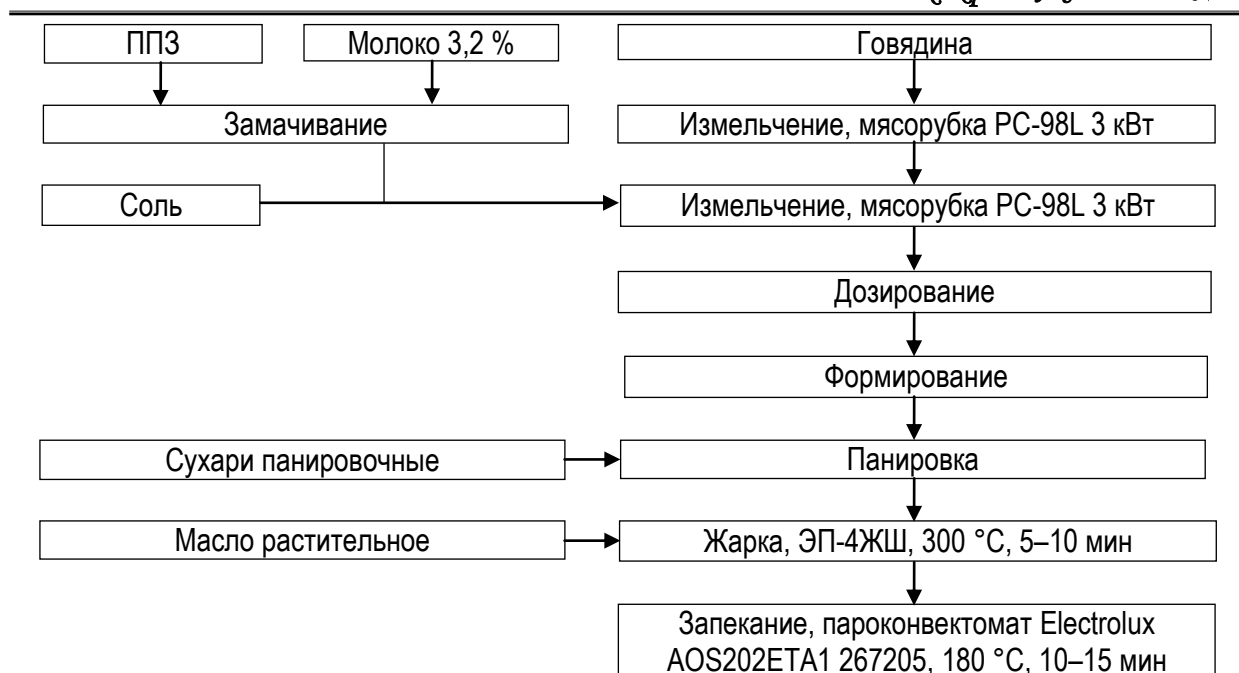 ППЗ
Молоко 3,2 %
Говядина
Замачивание
Измельчение, мясорубка PC-98L 3 кВт
Соль
Измельчение, мясорубка PC-98L 3 кВт
Дозирование
Формирование
Сухари панировочные
Панировка
Масло растительное
Жарка, ЭП-4ЖШ, 300 °С, 5–10 мин
Запекание, пароконвектомат Electrolux
AOS202ETA1 267205, 180 °С, 10–15 мин